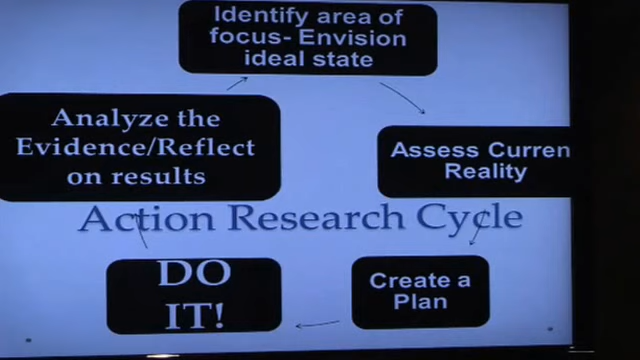 Identify area of
focus- Envision
ideal state
Analyze the
Evidence/Reflect
on results
Assess Curren
Reality
Action Research Cycle
DO
IT!
Create a
Plan